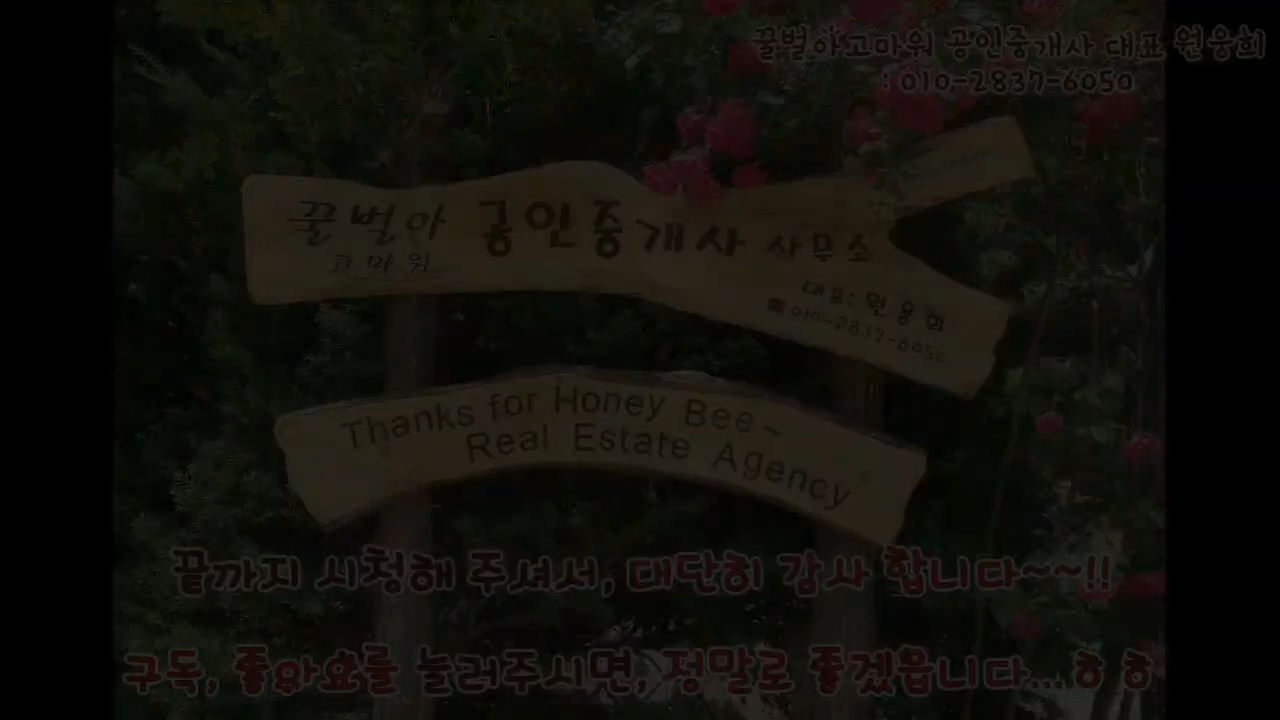 꿀벌아고마워 공인중개사 대표 원웅희
: 010-2837-6050
꿀벌아 공인중개사 사무소
고마워
대표: 원웅희
☎010-2837-6050
Thanks for Honey Bee~
Real Estate Agency
끝까지 시청해 주셔서, 대단히 감사 합니다~~!!
구독, 좋아요를 눌러주시면, 정말로 좋겠읍니다...ㅎㅎ